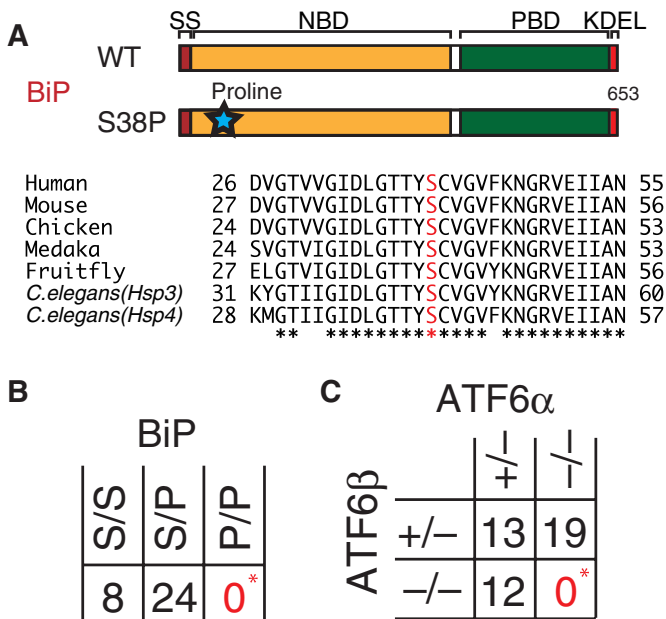 A
SS NBD PBD KDEL
WT
BiP
Proline
653
S38P
Human 26 DVGTVVGIDLGTTYSCVGVFKNGRVEIIAN 55
Mouse 27 DVGTVVGIDLGTTYSCVGVFKNGRVEIIAN 56
Chicken 24 DVGTVVGIDLGTTYSCVGVFKNGRVEIIAN 53
Medaka 24 SVGTVIGIDLGTTYSCVGVFKNGRVEIIAN 53
Fruitfly 27 ELGTVIGIDLGTTYSCVGVYKNGRVEIIAN 56
C.elegans(Hsp3) 31 KYGTIIGIDLGTTYSCVGVYKNGRVEIIAN 60
C.elegans(Hsp4) 28 KMGTIIGIDLGTTYSCVGVFKNGRVEIIAN 57
** ************* ********** 
B
BiP
S/S S/P P/P
8 24 0*
C
ATF6α
+/– –/–
ATF6β
+/– 13 19
–/– 12 0*